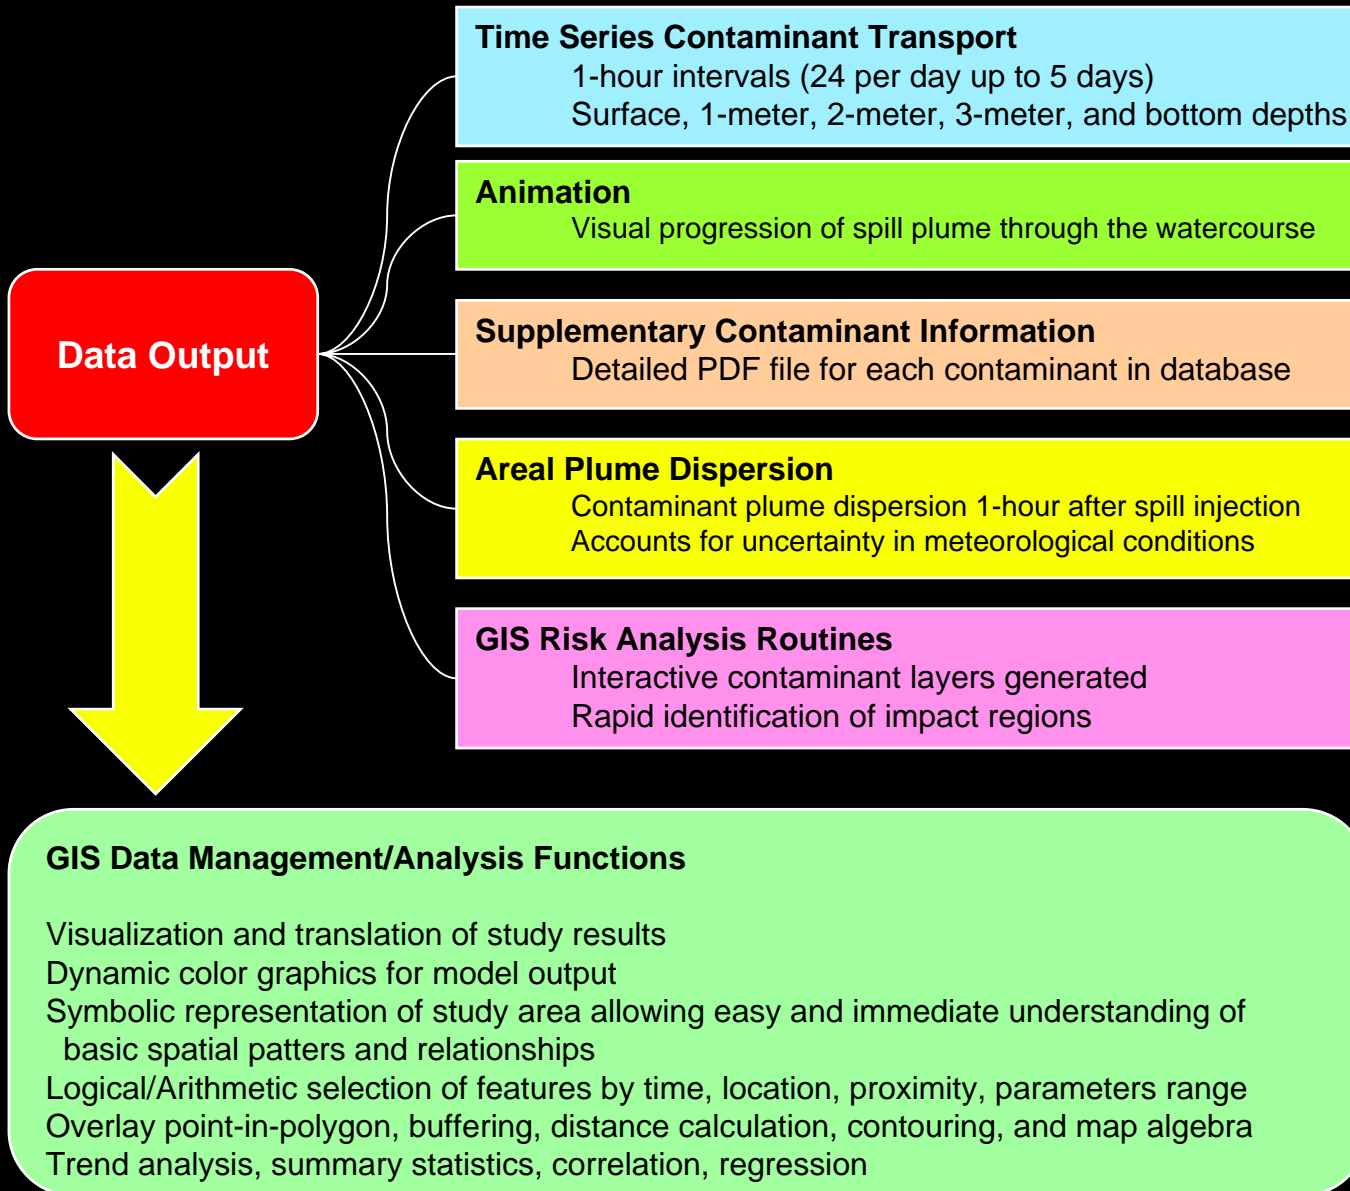 Time Series Contaminant Transport
1-hour intervals (24 per day up to 5 days)
Surface, 1-meter, 2-meter, 3-meter, and bottom depths
Animation
Visual progression of spill plume through the watercourse
Data Output
Supplementary Contaminant Information
Detailed PDF file for each contaminant in database
Areal Plume Dispersion
Contaminant plume dispersion 1-hour after spill injection
Accounts for uncertainty in meteorological conditions
GIS Risk Analysis Routines
Interactive contaminant layers generated
Rapid identification of impact regions
GIS Data Management/Analysis Functions
Visualization and translation of study results
Dynamic color graphics for model output
Symbolic representation of study area allowing easy and immediate understanding of
basic spatial patters and relationships
Logical/Arithmetic selection of features by time, location, proximity, parameters range
Overlay point-in-polygon, buffering, distance calculation, contouring, and map algebra
Trend analysis, summary statistics, correlation, regression